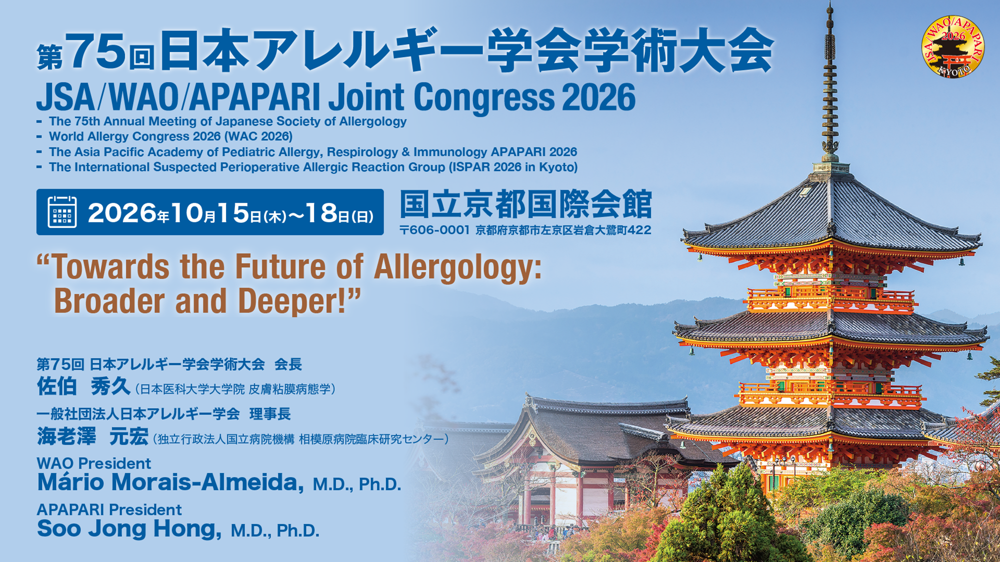 第75回日本アレルギー学会学術大会
JSA/WAO/APAPARI Joint Congress 2026
- The 75th Annual Meeting of Japanese Society of Allergology
- World Allergy Congress 2026 (WAC 2026)
- The Asia Pacific Academy of Pediatric Allergy, Respirology & Immunology APAPARI 2026
- The International Suspected Perioperative Allergic Reaction Group (ISPAR 2026 in Kyoto)
2026年10月15日(木)~18日(日)
国立京都国際会館
〒606-0001 京都府京都市左京区岩倉大鷺町422
“Towards the Future of Allergology:
Broader and Deeper!”
第75回 日本アレルギー学会学術大会 会長
佐伯 秀久（日本医科大学大学院 皮膚粘膜病態学）
一般社団法人日本アレルギー学会 理事長
海老澤 元宏（独立行政法人国立病院機構 相模原病院臨床研究センター）
WAO President
Mário Morais-Almeida, M.D., Ph.D.
APAPARI President
Soo Jong Hong, M.D., Ph.D.
JSA/WAO/APAPARI
2026
KYOTO